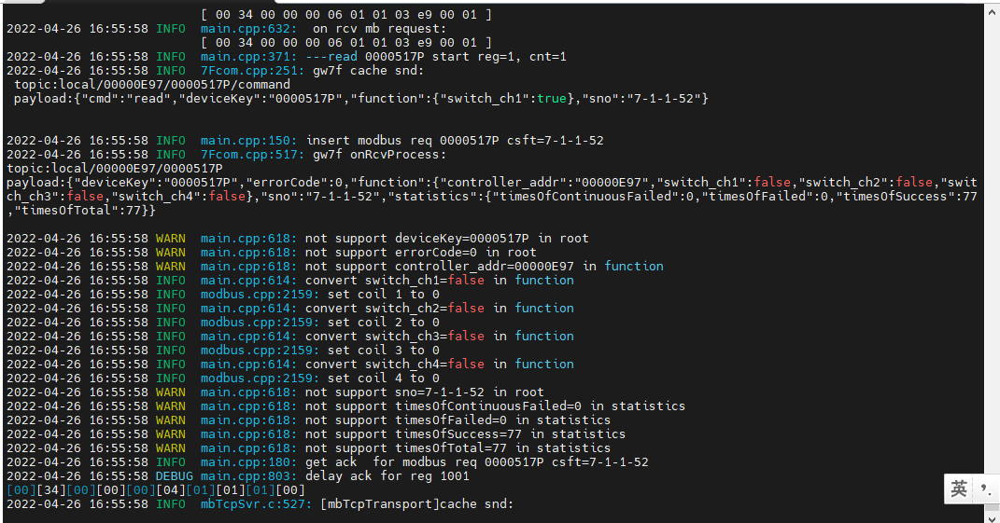 [ 00 34 00 00 00 06 01 01 03 e9 00 01 ]
2022-04-26 16:55:58 INFO  main.cpp:632:  on rcv mb request:
[ 00 34 00 00 00 06 01 01 03 e9 00 01 ]
2022-04-26 16:55:58 INFO  main.cpp:371: ---read 0000517P start reg=1, cnt=1
2022-04-26 16:55:58 INFO  7Fcom.cpp:251: gw7f cache snd:
topic:local/00000E97/0000517P/command
payload:{"cmd":"read","deviceKey":"0000517P","function":{"switch_ch1":true},"sno":"7-1-1-52"}
2022-04-26 16:55:58 INFO  main.cpp:150: insert modbus req 0000517P csft=7-1-1-52
2022-04-26 16:55:58 INFO  7Fcom.cpp:517: gw7f onRcvProcess:
topic:local/00000E97/0000517P
payload:{"deviceKey":"0000517P","errorCode":0,"function":{"controller_addr":"00000E97","switch_ch1":false,"switch_ch2":false,"swit
ch_ch3":false,"switch_ch4":false},"sno":"7-1-1-52","statistics":{"timesOfContinuousFailed":0,"timesOfFailed":0,"timesOfSuccess":77
,"timesOfTotal":77}}
2022-04-26 16:55:58 WARN  main.cpp:618: not support deviceKey=0000517P in root
2022-04-26 16:55:58 WARN  main.cpp:618: not support errorCode=0 in root
2022-04-26 16:55:58 WARN  main.cpp:618: not support controller_addr=00000E97 in function
2022-04-26 16:55:58 INFO  main.cpp:614: convert switch_ch1=false in function
2022-04-26 16:55:58 INFO  modbus.cpp:2159: set coil 1 to 0
2022-04-26 16:55:58 INFO  main.cpp:614: convert switch_ch2=false in function
2022-04-26 16:55:58 INFO  modbus.cpp:2159: set coil 2 to 0
2022-04-26 16:55:58 INFO  main.cpp:614: convert switch_ch3=false in function
2022-04-26 16:55:58 INFO  modbus.cpp:2159: set coil 3 to 0
2022-04-26 16:55:58 INFO  main.cpp:614: convert switch_ch4=false in function
2022-04-26 16:55:58 INFO  modbus.cpp:2159: set coil 4 to 0
2022-04-26 16:55:58 WARN  main.cpp:618: not support sno=7-1-1-52 in root
2022-04-26 16:55:58 WARN  main.cpp:618: not support timesOfContinuousFailed=0 in statistics
2022-04-26 16:55:58 WARN  main.cpp:618: not support timesOfFailed=0 in statistics
2022-04-26 16:55:58 WARN  main.cpp:618: not support timesOfSuccess=77 in statistics
2022-04-26 16:55:58 WARN  main.cpp:618: not support timesOfTotal=77 in statistics
2022-04-26 16:55:58 INFO  main.cpp:180: get ack  for modbus req 0000517P csft=7-1-1-52
2022-04-26 16:55:58 DEBUG main.cpp:803: delay ack for reg 1001
[00][34][00][00][00][04][01][01][01][00]
2022-04-26 16:55:58 INFO  mbTcpSvr.c:527: [mbTcpTransport]cache snd:
英 ’.